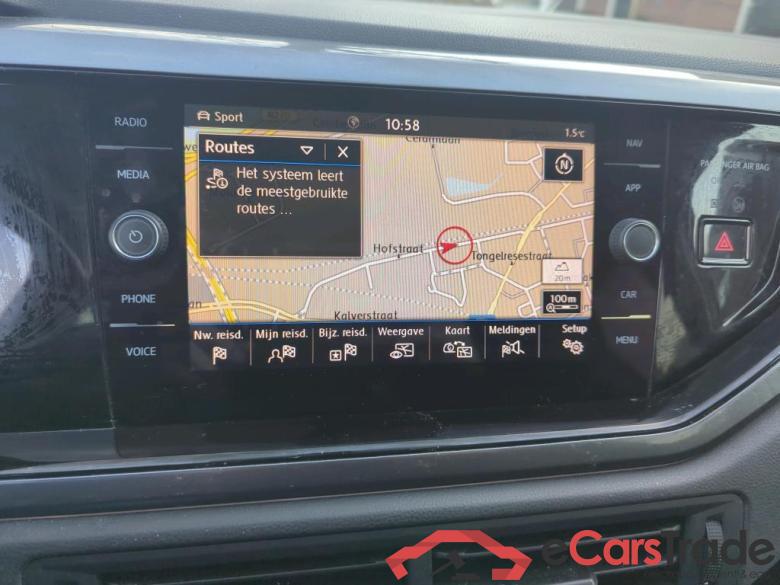 RADIO
MEDIA
PHONE
VOICE
Sport
10:58
1.5°C
Routes
X
Het systeem leert
de meestgebruikte
routes ...
N
Hofstraat
Tongelresestraat
Kalverstraat
20m
100m
Nw. reisd.
Mijn reisd.
Bijz. reisd.
Weergave
Kaart
Meldingen
Setup
NAV
APP
CAR
MENU
PASSENGER AIR BAG
eCarsTrade